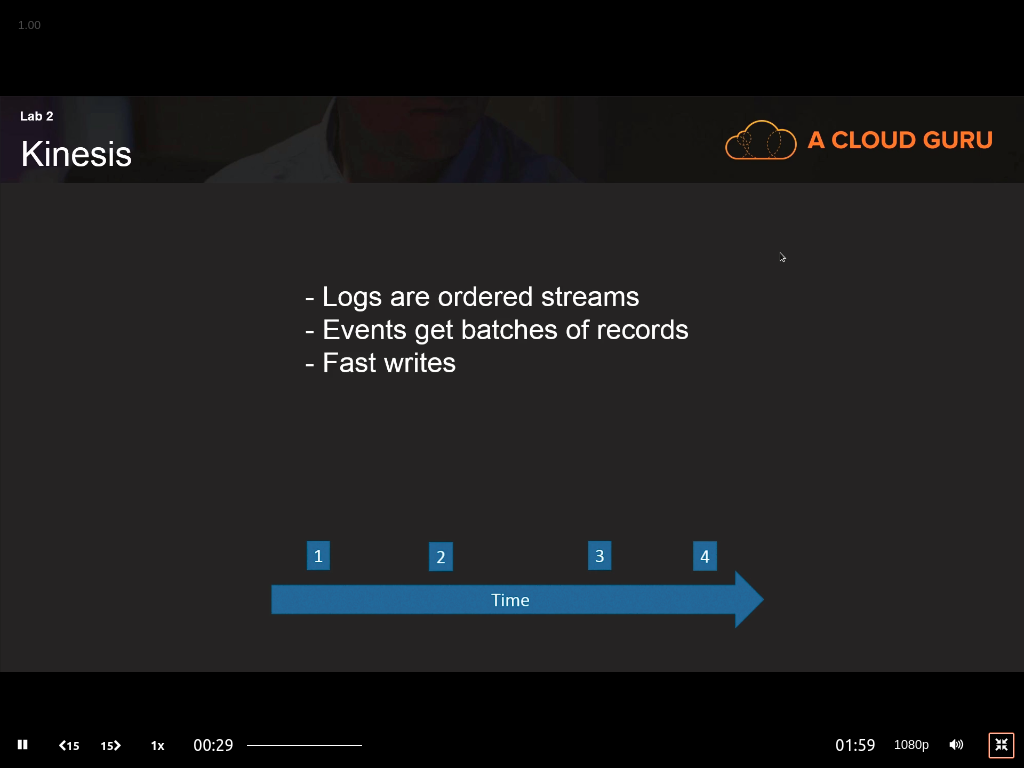 1.00
Lab 2
Kinesis
A CLOUD GURU
- Logs are ordered streams
- Events get batches of records
- Fast writes
1 2 3 4
Time
15 15 1x 00:29 01:59 1080p